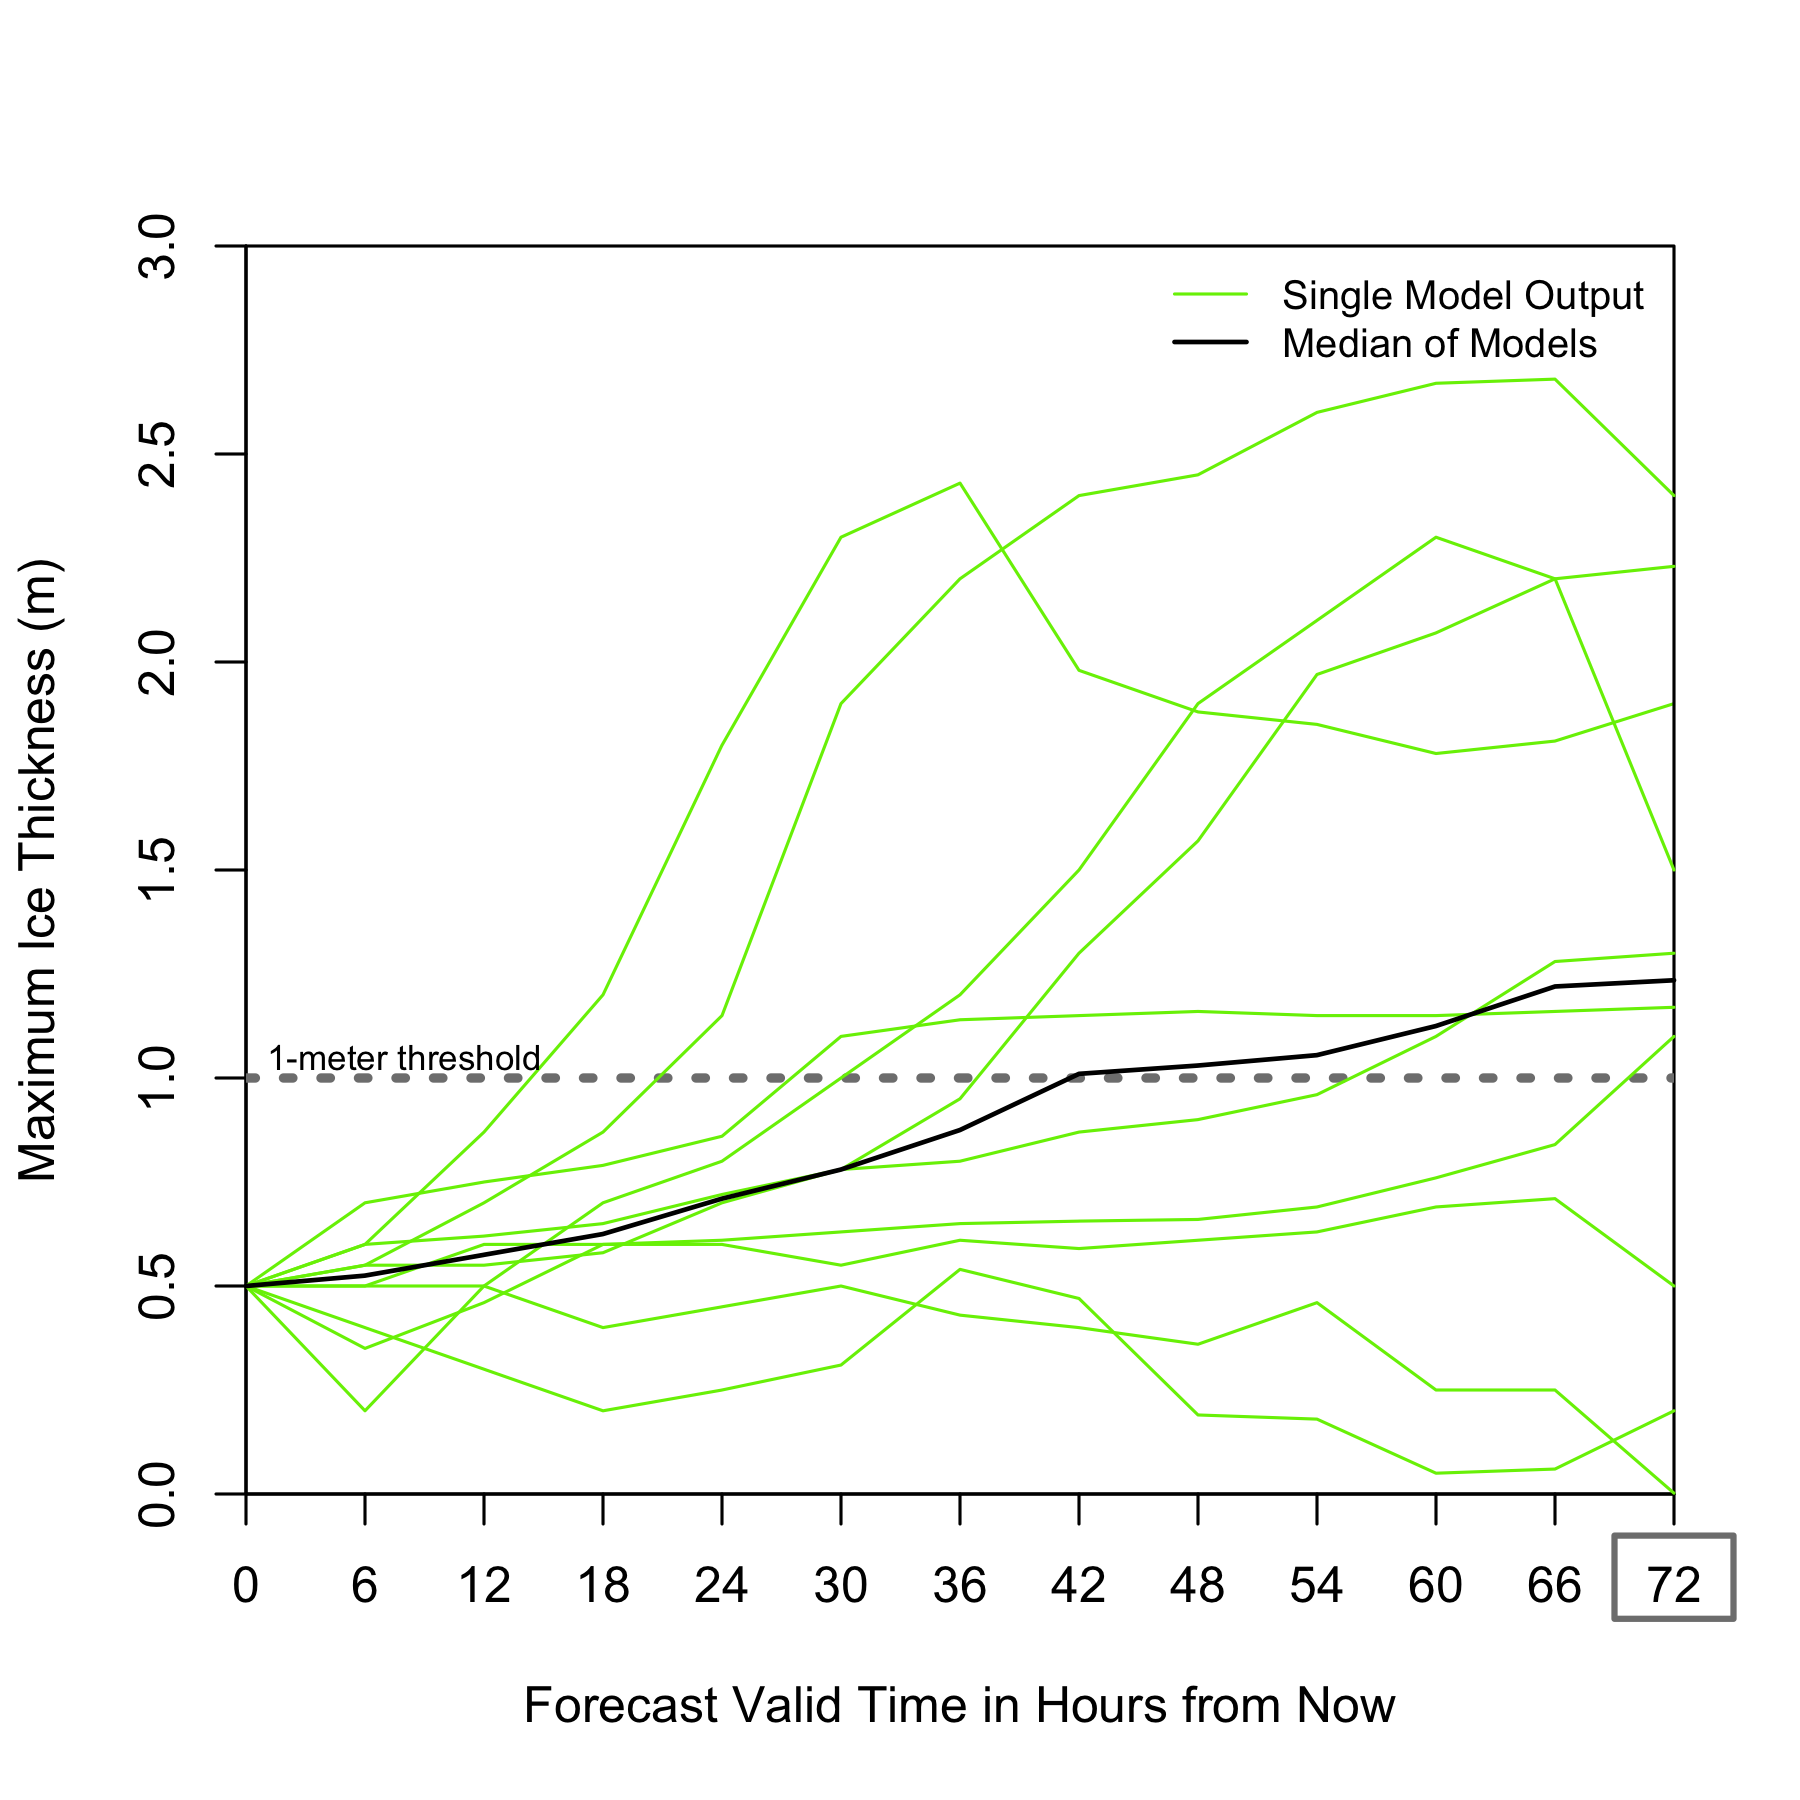 Single Model Output
Median of Models
3.0
2.5
2.0
1.5
1.0
0.5
0.0
Maximum Ice Thickness (m)
1-meter threshold
0 6 12 18 24 30 36 42 48 54 60 66 72
Forecast Valid Time in Hours from Now